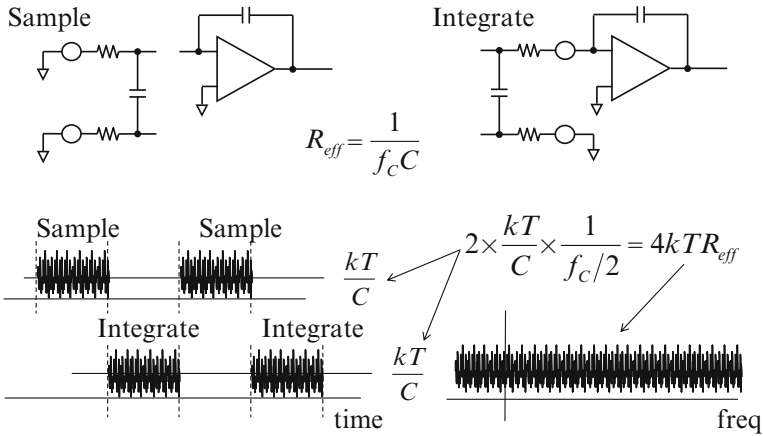 Sample
Integrate
R_eff = 1/(f_C C)
Sample Sample
kT/C
2 × kT/C × 1/(f_C/2) = 4kTR_eff
Integrate Integrate
kT/C
time
freq